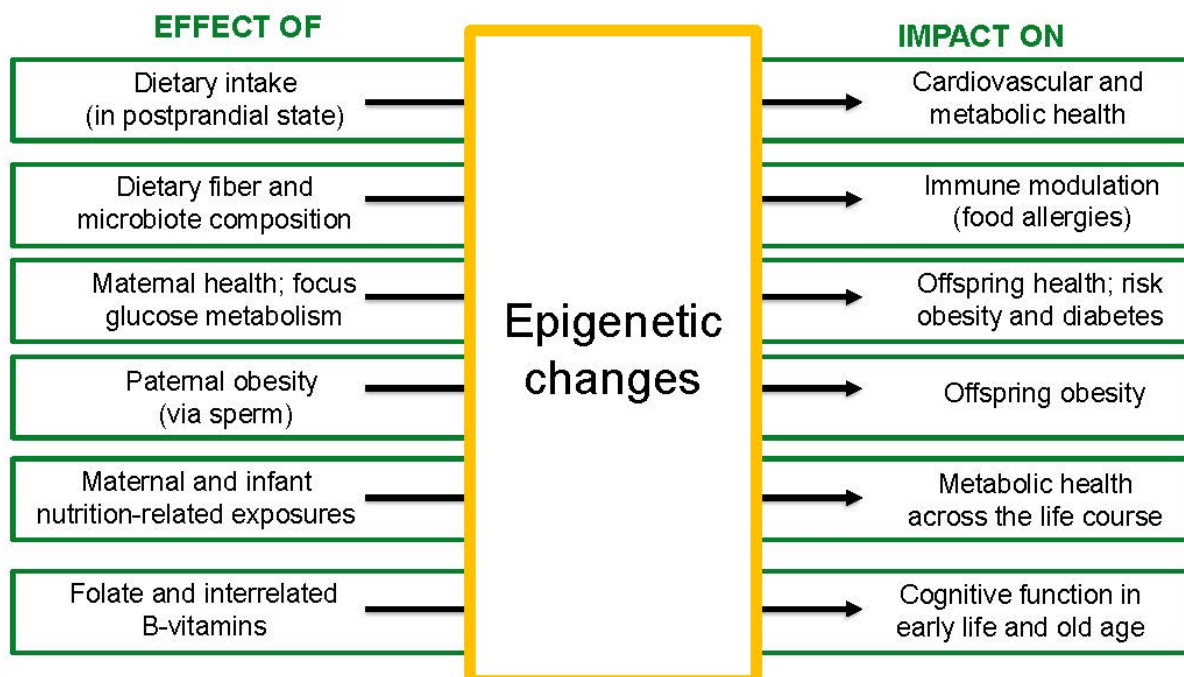 EFFECT OF
IMPACT ON
Dietary intake
(in postprandial state)
Cardiovascular and
metabolic health
Dietary fiber and
microbiote composition
Immune modulation
(food allergies)
Maternal health; focus
glucose metabolism
Offspring health; risk
obesity and diabetes
Epigenetic
changes
Paternal obesity
(via sperm)
Offspring obesity
Maternal and infant
nutrition-related exposures
Metabolic health
across the life course
Folate and interrelated
B-vitamins
Cognitive function in
early life and old age